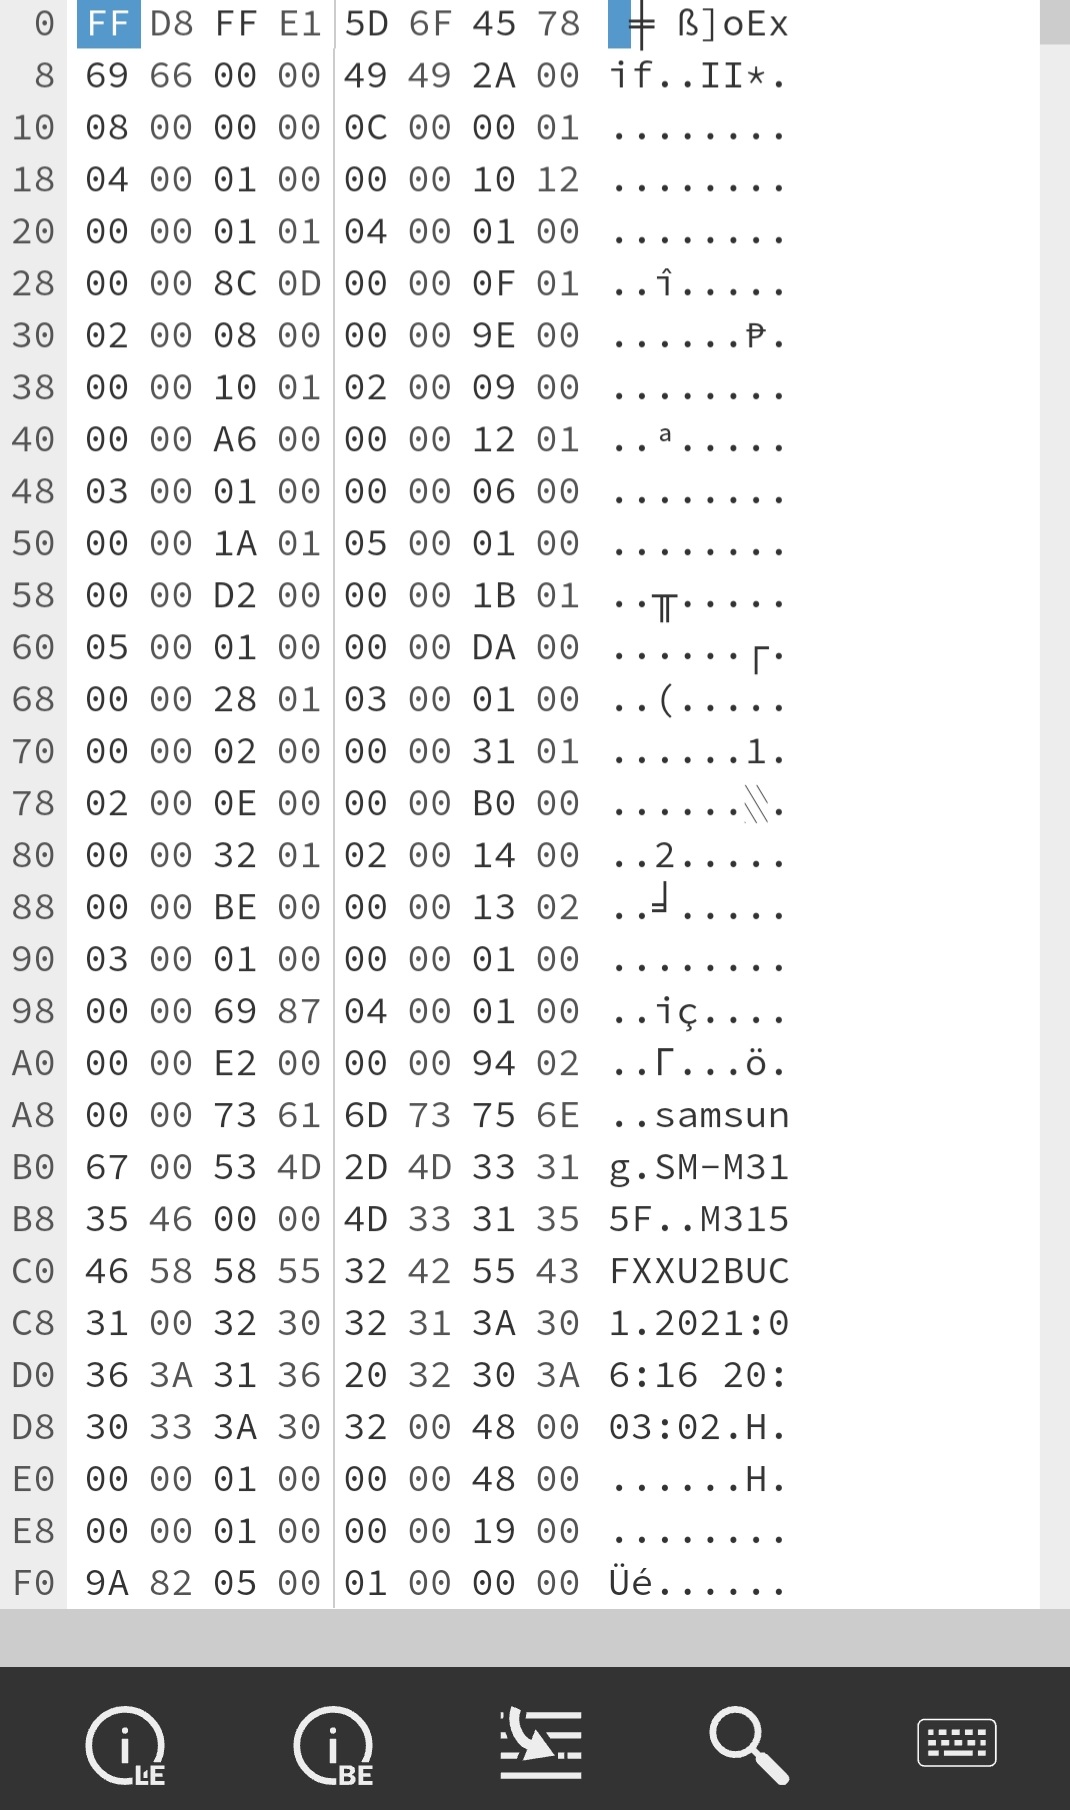 0 FF D8 FF E1 5D 6F 45 78 ╪ ß]oEx
8 69 66 00 00 49 49 2A 00 if..II*.
10 08 00 00 00 0C 00 00 01 ........
18 04 00 01 00 00 00 10 12 ........
20 00 00 01 01 04 00 01 00 ........
28 00 00 8C 0D 00 00 0F 01 ..î.....
30 02 00 08 00 00 00 9E 00 ......₧.
38 00 00 10 01 02 00 09 00 ........
40 00 00 A6 00 00 00 12 01 ..ª.....
48 03 00 01 00 00 00 06 00 ........
50 00 00 1A 01 05 00 01 00 ........
58 00 00 D2 00 00 00 1B 01 ..╥.....
60 05 00 01 00 00 00 DA 00 ......┌.
68 00 00 28 01 03 00 01 00 ..(.....
70 00 00 02 00 00 00 31 01 ......1.
78 02 00 0E 00 00 00 B0 00 ......░.
80 00 00 32 01 02 00 14 00 ..2.....
88 00 00 BE 00 00 00 13 02 ..╛.....
90 03 00 01 00 00 00 01 00 ........
98 00 00 69 87 04 00 01 00 ..iç....
A0 00 00 E2 00 00 00 94 02 ..Γ...ö.
A8 00 00 73 61 6D 73 75 6E ..samsun
B0 67 00 53 4D 2D 4D 33 31 g.SM-M31
B8 35 46 00 00 4D 33 31 35 5F..M315
C0 46 58 58 55 32 42 55 43 FXXU2BUC
C8 31 00 32 30 32 31 3A 30 1.2021:0
D0 36 3A 31 36 20 32 30 3A 6:16 20:
D8 30 33 3A 30 32 00 48 00 03:02.H.
E0 00 00 01 00 00 00 48 00 ......H.
E8 00 00 01 00 00 00 19 00 ........
F0 9A 82 05 00 01 00 00 00 Üé......
i LE i BE